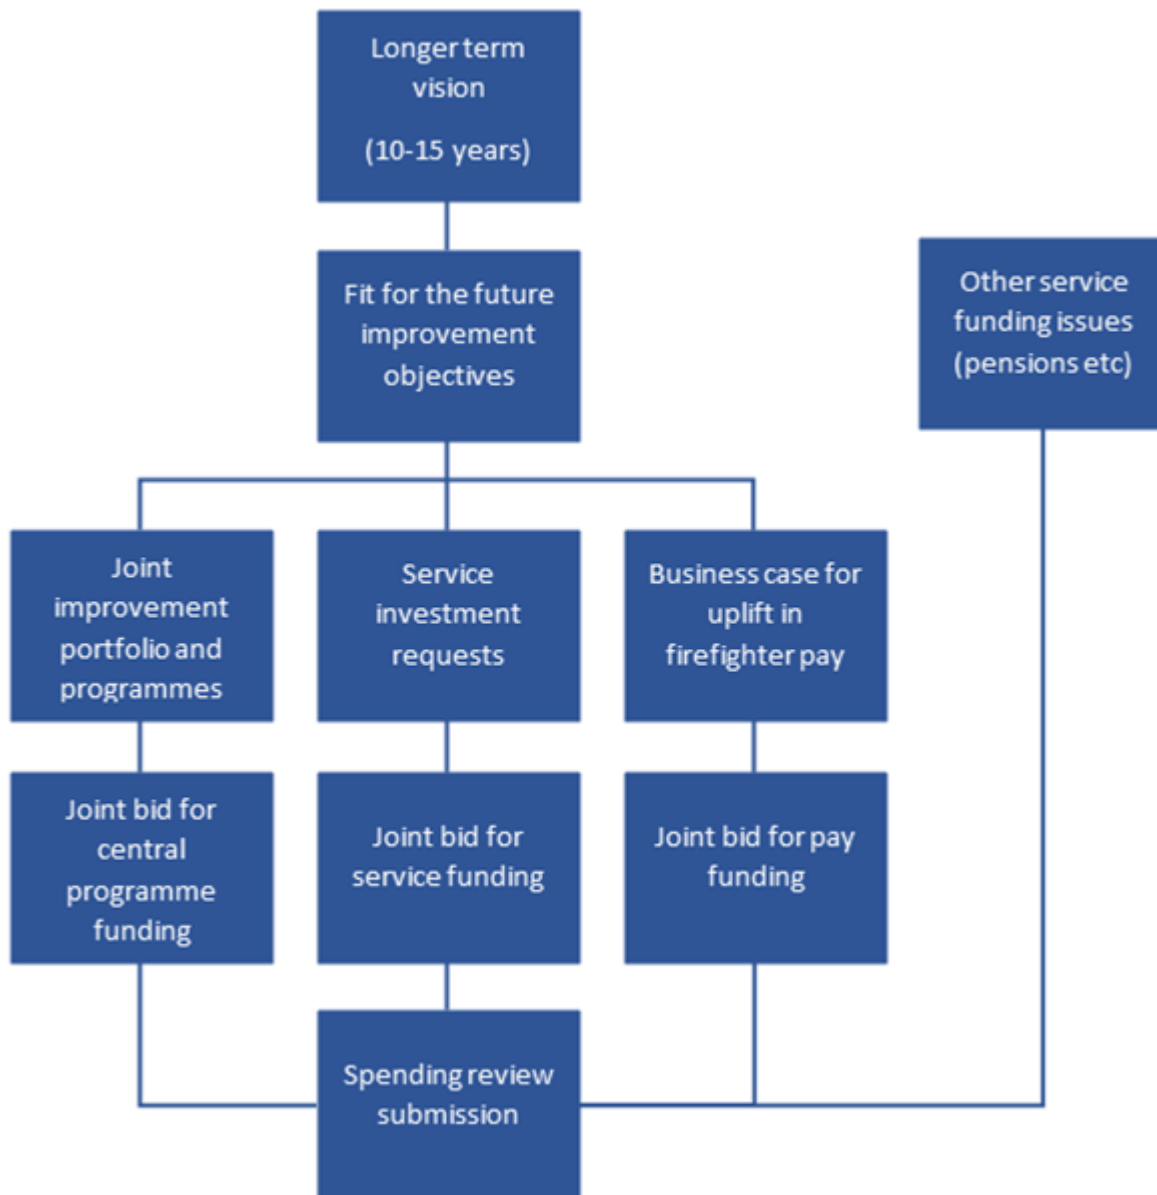 Longer term
vision
(10-15 years)
Fit for the future
improvement
objectives
Other service
funding issues
(pensions etc)
Joint
improvement
portfolio and
programmes
Service
investment
requests
Business case for
uplift in
firefighter pay
Joint bid for
central
programme
funding
Joint bid for
service funding
Joint bid for pay
funding
Spending review
submission